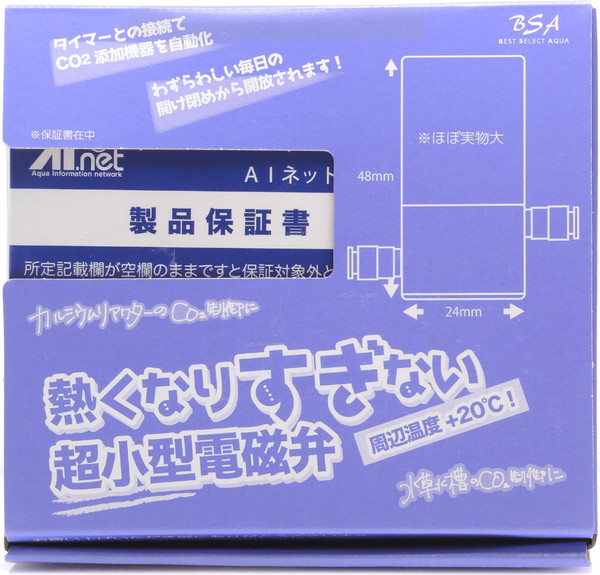 タイマーとの接続で
CO2 添加機器を自動化
わずらわしい毎日の
開け閉めから開放されます！
BSA
BEST SELECT AQUA
※保証書在中
AI.net
Aqua Information network
AIネット
製品保証書
所定記載欄が空欄のままですと保証対象外と
※ほぼ実物大
48mm
24mm
カルシウムリアクターのCO2制御に
熱くなりすぎない
超小型電磁弁
周辺温度 +20℃！
水草水槽のCO2制御に